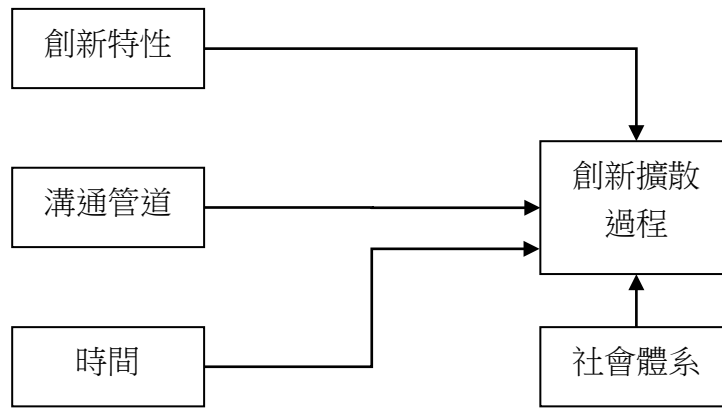 創新特性
溝通管道
創新擴散
過程
時間
社會體系